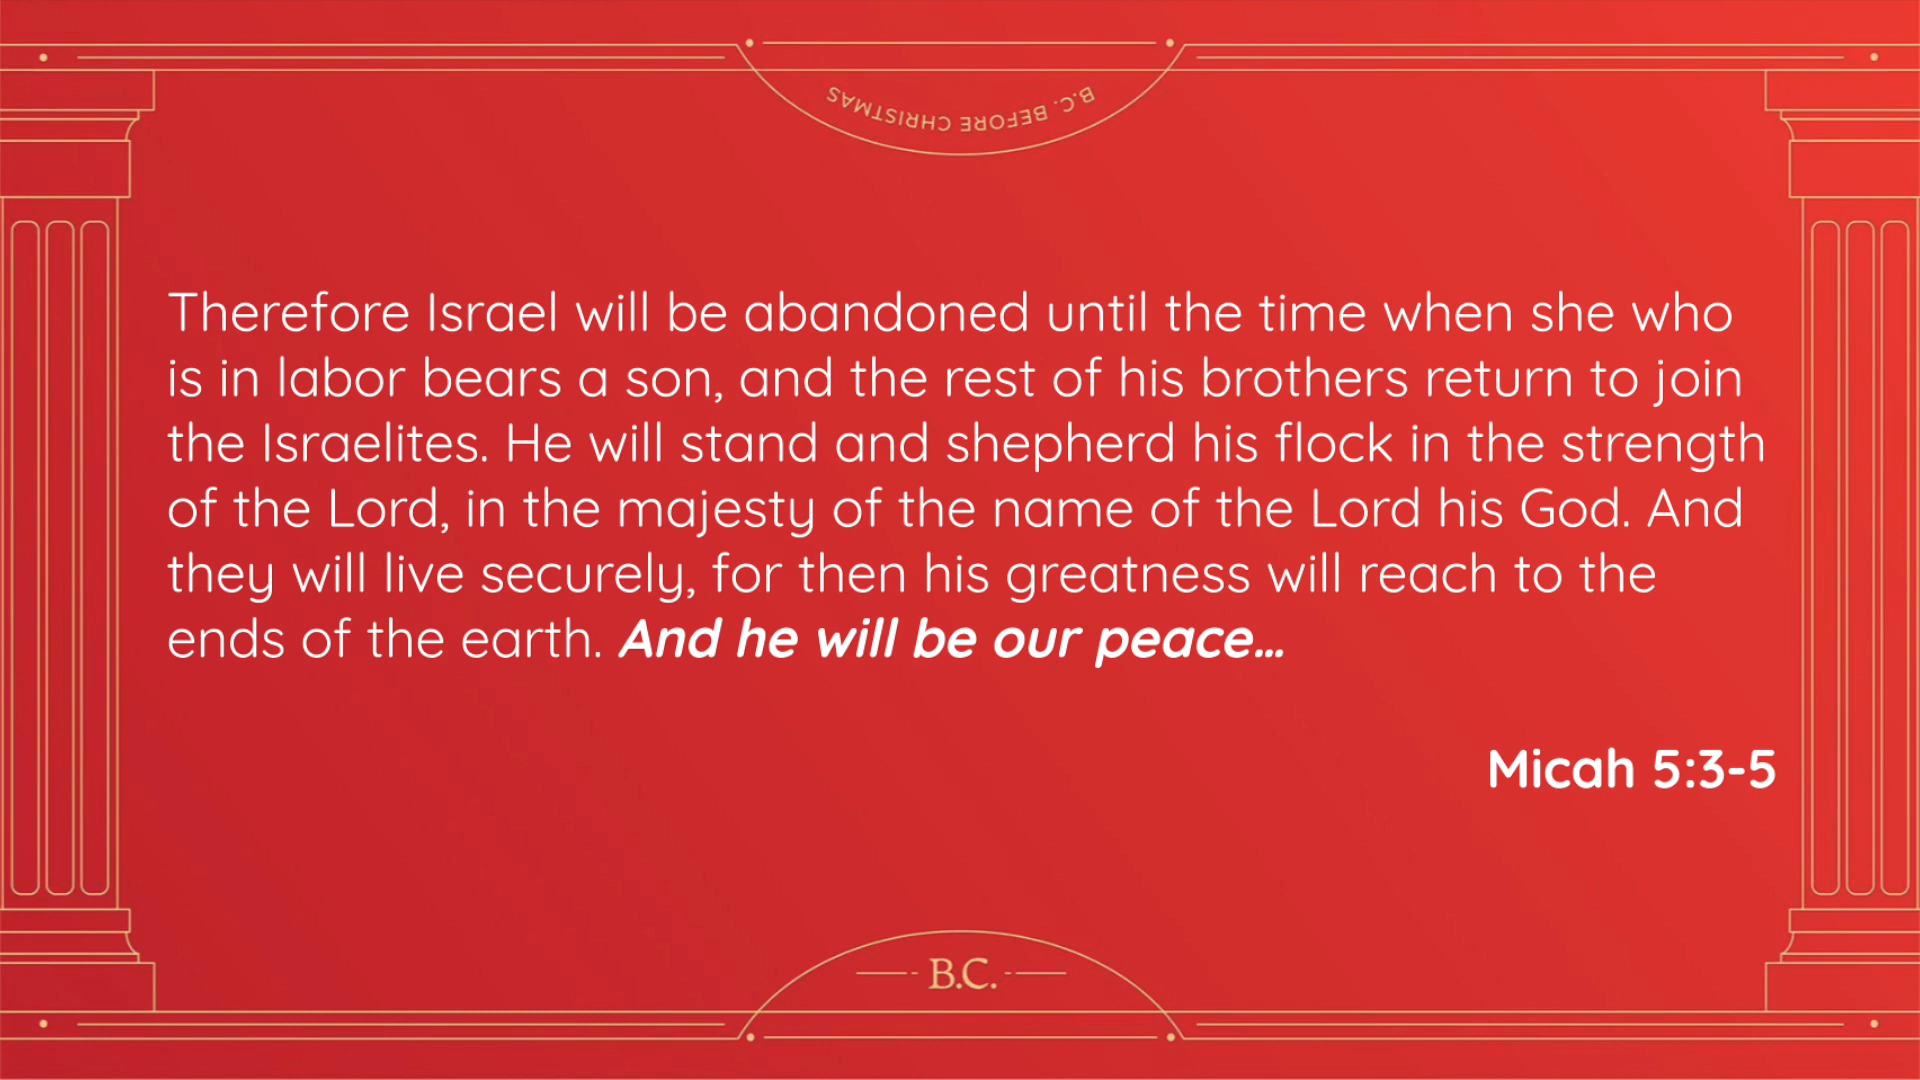 B.C. BEFORE CHRISTMAS
Therefore Israel will be abandoned until the time when she who
is in labor bears a son, and the rest of his brothers return to join
the Israelites. He will stand and shepherd his flock in the strength
of the Lord, in the majesty of the name of the Lord his God. And
they will live securely, for then his greatness will reach to the
ends of the earth. And he will be our peace...
Micah 5:3-5
B.C.